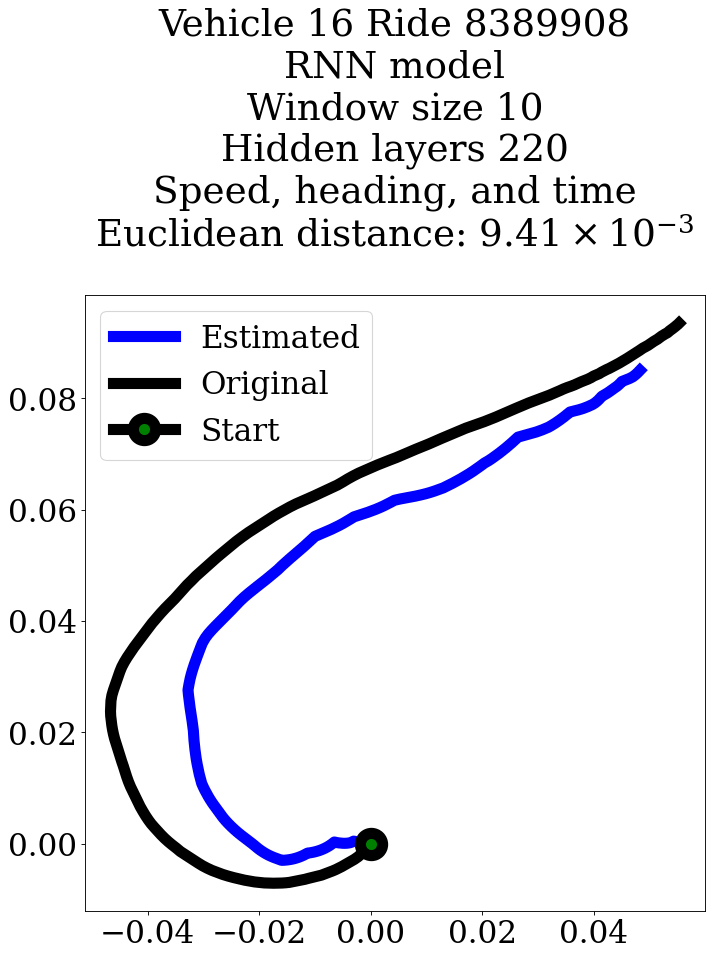 Vehicle 16 Ride 8389908
RNN model
Window size 10
Hidden layers 220
Speed, heading, and time
Euclidean distance: 9.41 × 10⁻³
Estimated
Original
Start
0.08
0.06
0.04
0.02
0.00
−0.04 −0.02 0.00 0.02 0.04